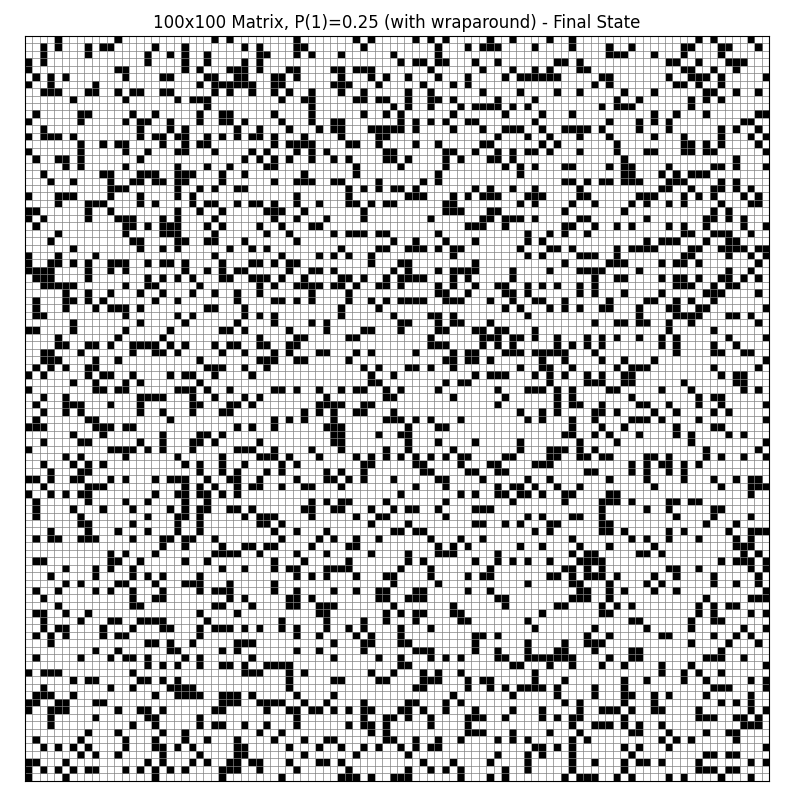 100x100 Matrix, P(1)=0.25 (with wraparound) - Final State